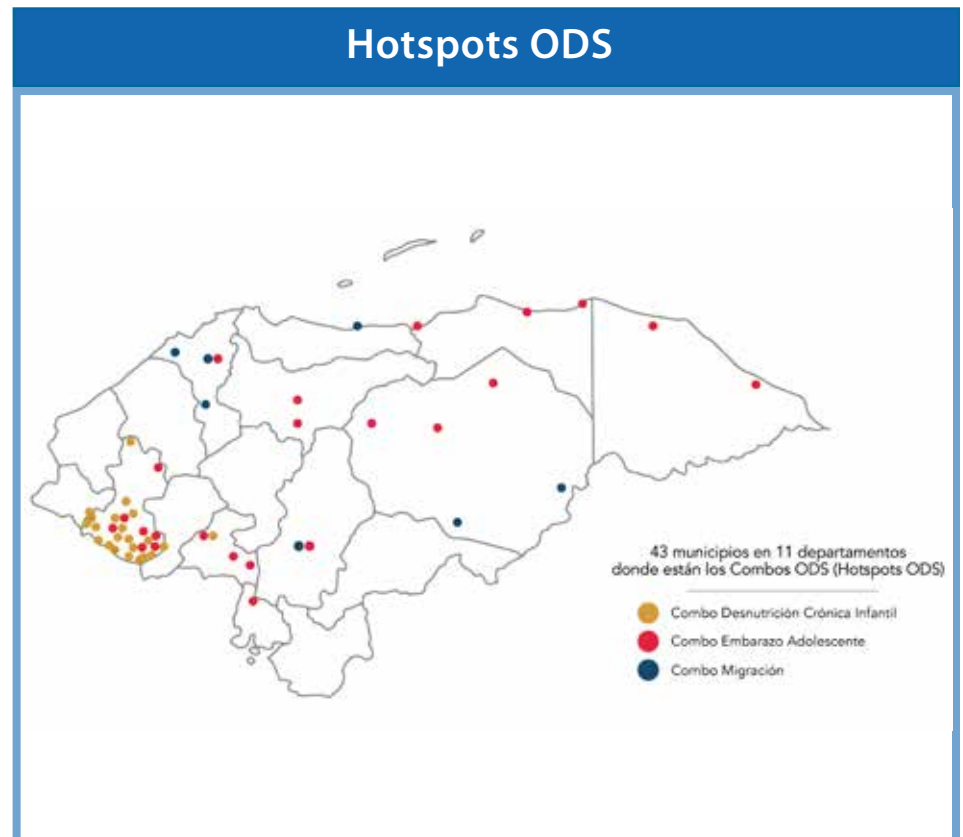 Hotspots ODS
43 municipios en 11 departamentos
donde están los Combos ODS (Hotspots ODS)
Combo Desnutrición Crónica Infantil
Combo Embarazo Adolescente
Combo Migración